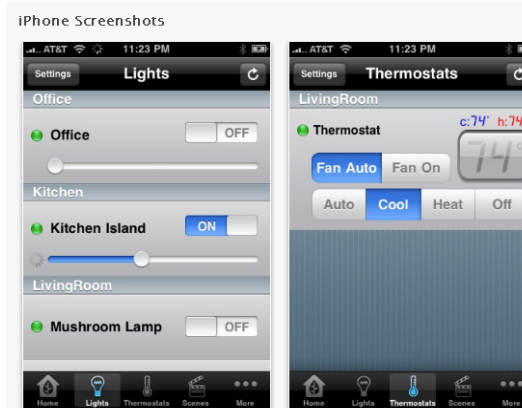 iPhone Screenshots
AT&T 11:23 PM
Settings Lights
Office
Office OFF
Kitchen
Kitchen Island ON
LivingRoom
Mushroom Lamp OFF
Home Lights Thermostats Scenes More
AT&T 11:23 PM
Settings Thermostats
LivingRoom
c:74° h:74
Thermostat 74°
Fan Auto Fan On
Auto Cool Heat Off
Home Lights Thermostats Scenes More